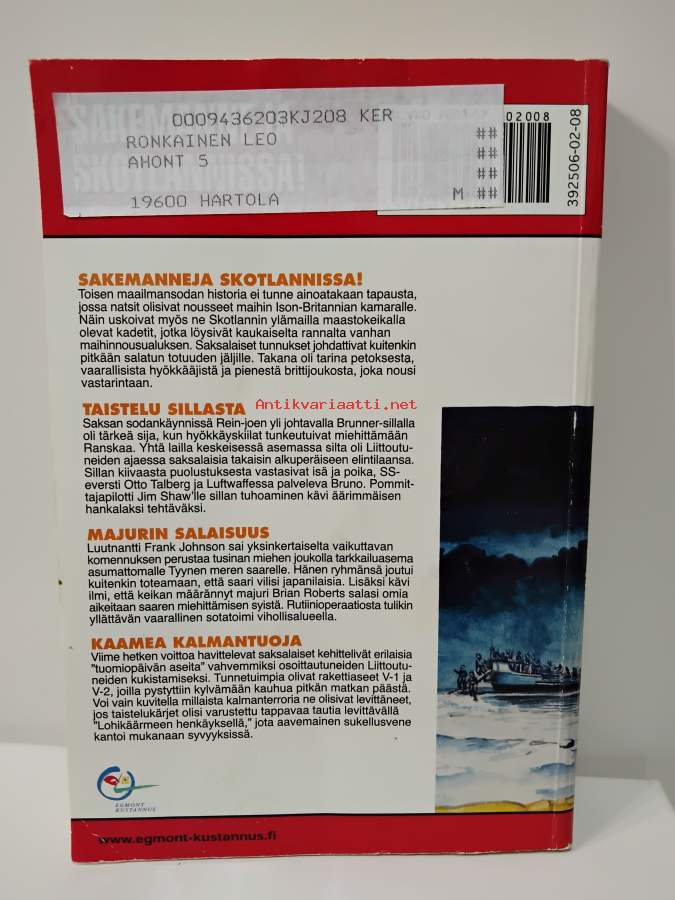 0009436203KJ208 KER
RONKAINEN LEO
AHONT 5
19600 HARTOLA
##
##
##
M ##
SAKEMANNEJA
SKOTLANNISSA!
02008
392506-02-08
SAKEMANNEJA SKOTLANNISSA!
Toisen maailmansodan historia ei tunne ainoatakaan tapausta,
jossa natsit olisivat nousseet maihin Ison-Britannian kamaralle.
Näin uskoivat myös ne Skotlannin ylämailla maastokeikalla
olevat kadetit, jotka löysivät kaukaiselta rannalta vanhan
maihinnousualuksen. Saksalaiset tunnukset johdattivat kuitenkin
pitkään salatun totuuden jäljille. Takana oli tarina petoksesta,
vaarallisista hyökkääjistä ja pienestä brittijoukosta, joka nousi
vastarintaan.
TAISTELU SILLASTA
Antikvariaatti.net
Saksan sodankäynnissä Rein-joen yli johtavalla Brunner-sillalla
oli tärkeä sija, kun hyökkäyskiilat tunkeutuivat miehittämään
Ranskaa. Yhtä lailla keskeisessä asemassa silta oli Liittoutu-
neiden ajaessa saksalaisia takaisin alkuperäiseen elintilaansa.
Sillan kiivaasta puolustuksesta vastasivat isä ja poika, SS-
eversti Otto Talberg ja Luftwaffessa palveleva Bruno. Pommit-
tajapilotti Jim Shaw'lle sillan tuhoaminen kävi äärimmäisen
hankalaksi tehtäväksi.
MAJURIN SALAISUUS
Luutnantti Frank Johnson sai yksinkertaiselta vaikuttavan
komennuksen perustaa tusinan miehen joukolla tarkkailuasema
asumattomalle Tyynen meren saarelle. Hänen ryhmänsä joutui
kuitenkin toteamaan, että saari vilisi japanilaisia. Lisäksi kävi
ilmi, että keikan määrännyt majuri Brian Roberts salasi omia
aikeitaan saaren miehittämisen syistä. Rutiinioperaatiosta tulikin
yllättävän vaarallinen sotatoimi vihollisalueella.
KAAMEA KALMANTUOJA
Viime hetken voittoa havittelevat saksalaiset kehittelivät erilaisia
"tuomiopäivän aseita" vahvemmiksi osoittautuneiden Liittoutu-
neiden kukistamiseksi. Tunnetuimpia olivat rakettiaseet V-1 ja
V-2, joilla pystyttiin kylvämään kauhua pitkän matkan päästä.
Voi vain kuvitella millaista kalmanterroria ne olisivat levittäneet,
jos taistelukärjet olisi varustettu tappavaa tautia levittävällä
"Lohikäärmeen henkäyksellä," jota aavemainen sukellusvene
kantoi mukanaan syvyyksissä.
EGMONT
KUSTANNUS
www.egmont-kustannus.fi